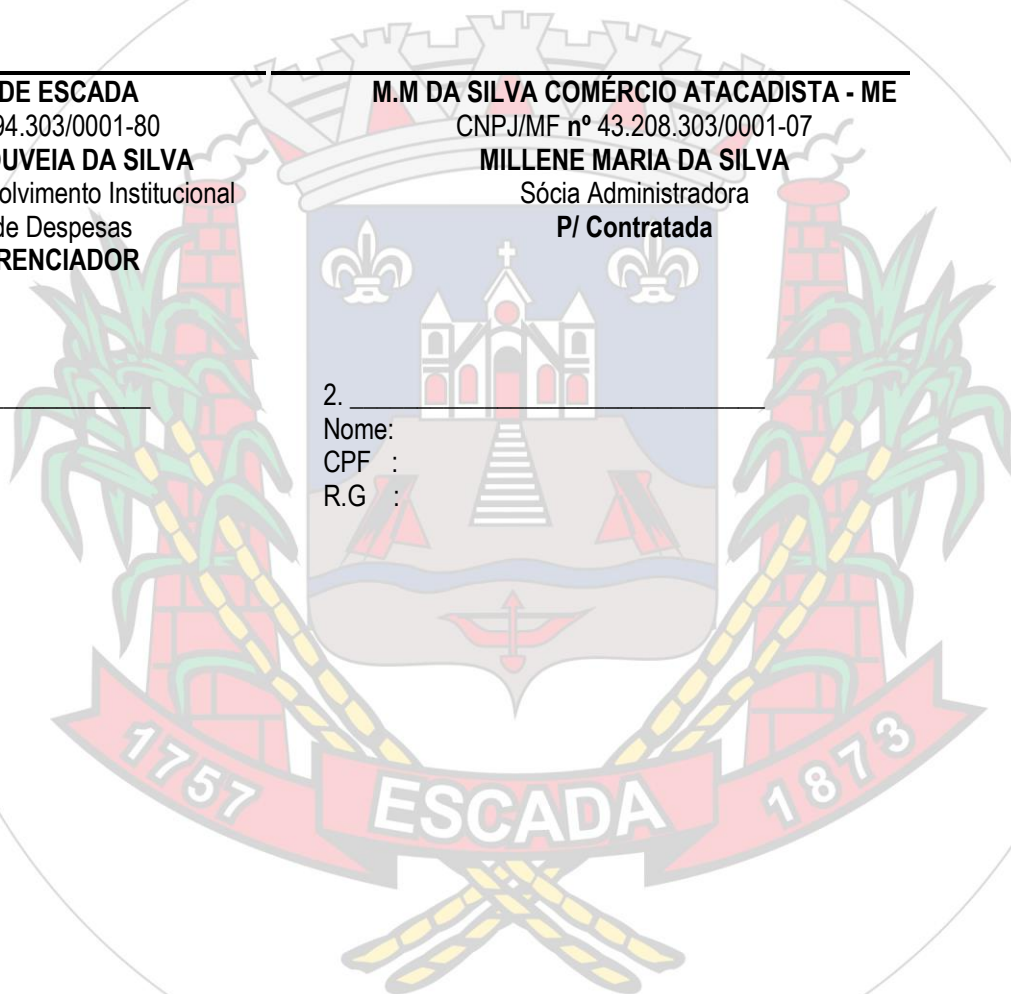 DE ESCADA
94.303/0001-80
OUVEIA DA SILVA
olvimento Institucional
de Despesas
RENCIADOR
M.M DA SILVA COMÉRCIO ATACADISTA - ME
CNPJ/MF nº 43.208.303/0001-07
MILLENE MARIA DA SILVA
Sócia Administradora
P/ Contratada
2. ________________________________
Nome:
CPF :
R.G :
1757 ESCADA 1873